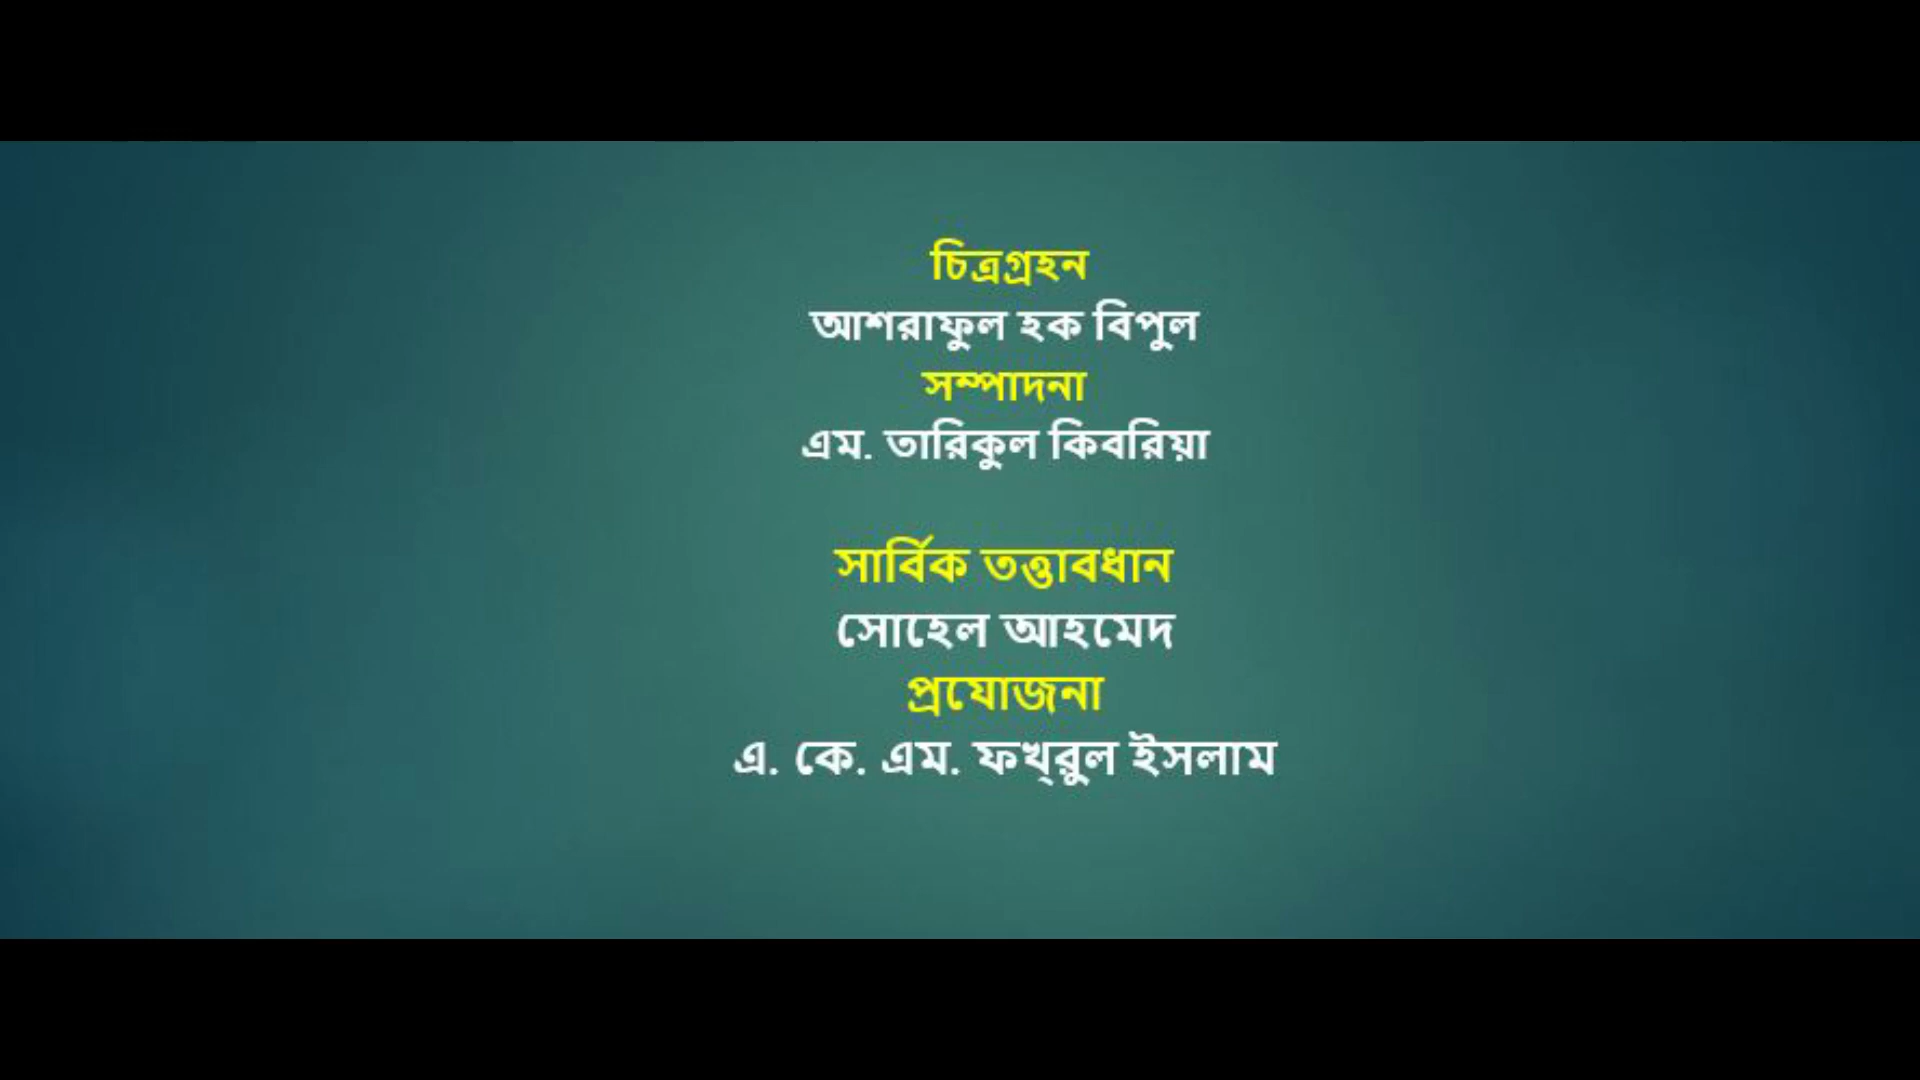 চিত্রগ্রহন
আশরাফুল হক বিপুল
সম্পাদনা
এম. তারিকুল কিবরিয়া
সার্বিক তত্তাবধান
সোহেল আহমেদ
প্রযোজনা
এ. কে. এম. ফখ্‌রুল ইসলাম